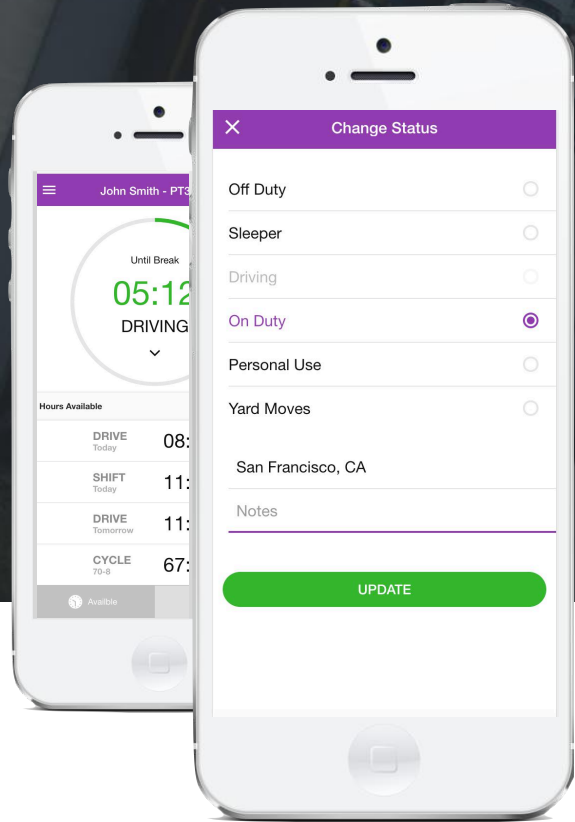 John Smith - PT3
Until Break
05:12
DRIVING
Hours Available
DRIVE
Today
08:
SHIFT
Today
11:
DRIVE
Tomorrow
11:
CYCLE
70-8
67:
Availble
Change Status
Off Duty
Sleeper
Driving
On Duty
Personal Use
Yard Moves
San Francisco, CA
Notes
UPDATE